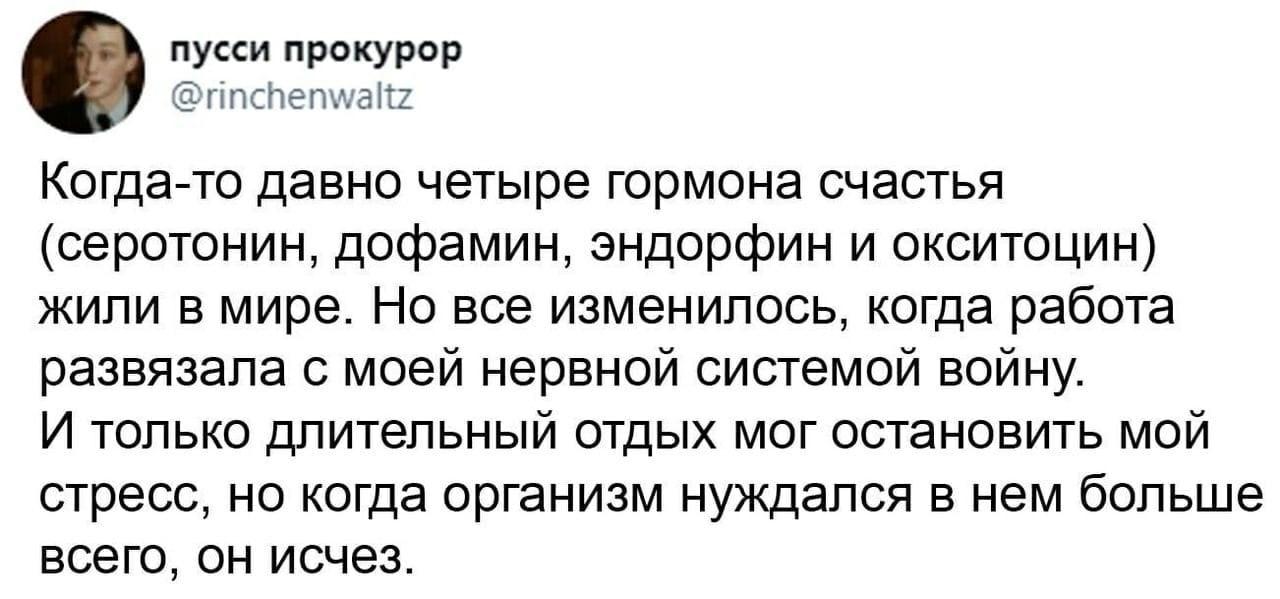 пусси прокурор
@rinchenwaltz
Когда-то давно четыре гормона счастья
(серотонин, дофамин, эндорфин и окситоцин)
жили в мире. Но все изменилось, когда работа
развязала с моей нервной системой войну.
И только длительный отдых мог остановить мой
стресс, но когда организм нуждался в нем больше
всего, он исчез.